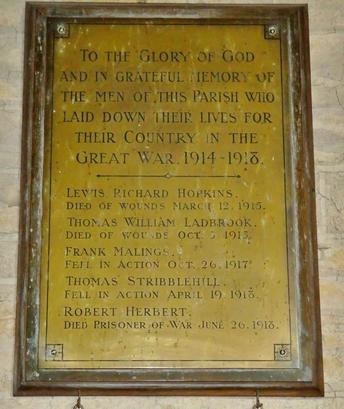 TO THE GLORY OF GOD
AND IN GRATEFUL MEMORY OF
THE MEN OF THIS PARISH WHO
LAID DOWN THEIR LIVES FOR
THEIR COUNTRY IN THE
GREAT WAR. 1914-1918.
LEWIS RICHARD HOPKINS.
DIED OF WOUNDS MARCH 12, 1915.
THOMAS WILLIAM LADBROOK.
DIED OF WOUNDS OCT. 1915.
FRANK MALINGS.
FELL IN ACTION OCT. 26, 1917
THOMAS STRIBBLEHILL.
FELL IN ACTION APRIL 19, 1918.
ROBERT HERBERT.
DIED PRISONER OF WAR JUNE 26, 1918.